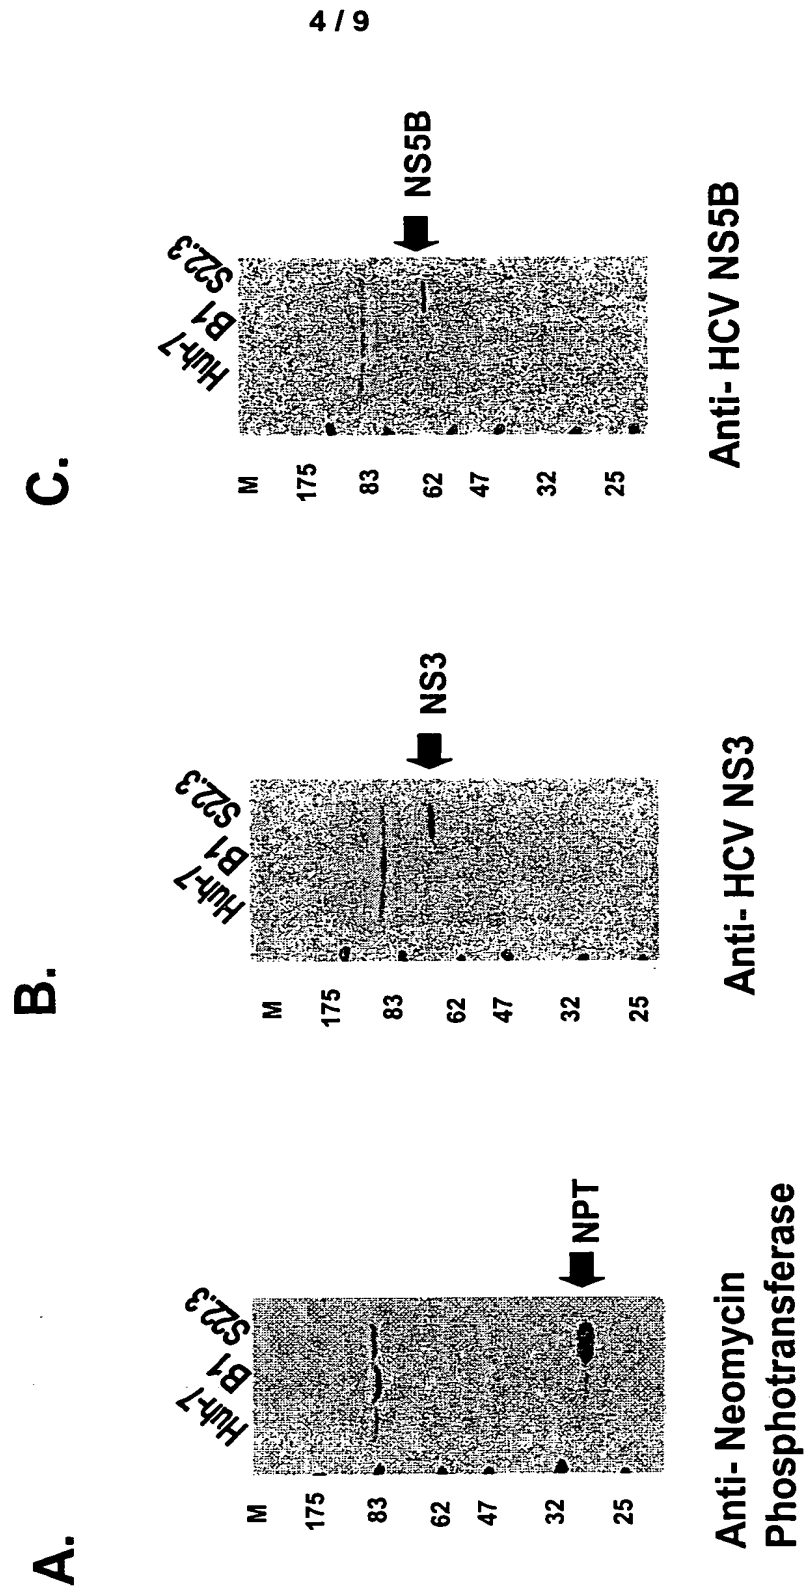 4 / 9
A.
Huh-7 B1 S22.3
M
175
83
62
47
32
25
NPT
Anti- Neomycin
Phosphotransferase
B.
Huh-7 B1 S22.3
M
175
83
62
47
32
25
NS3
Anti- HCV NS3
C.
Huh-7 B1 S22.3
M
175
83
62
47
32
25
NS5B
Anti- HCV NS5B